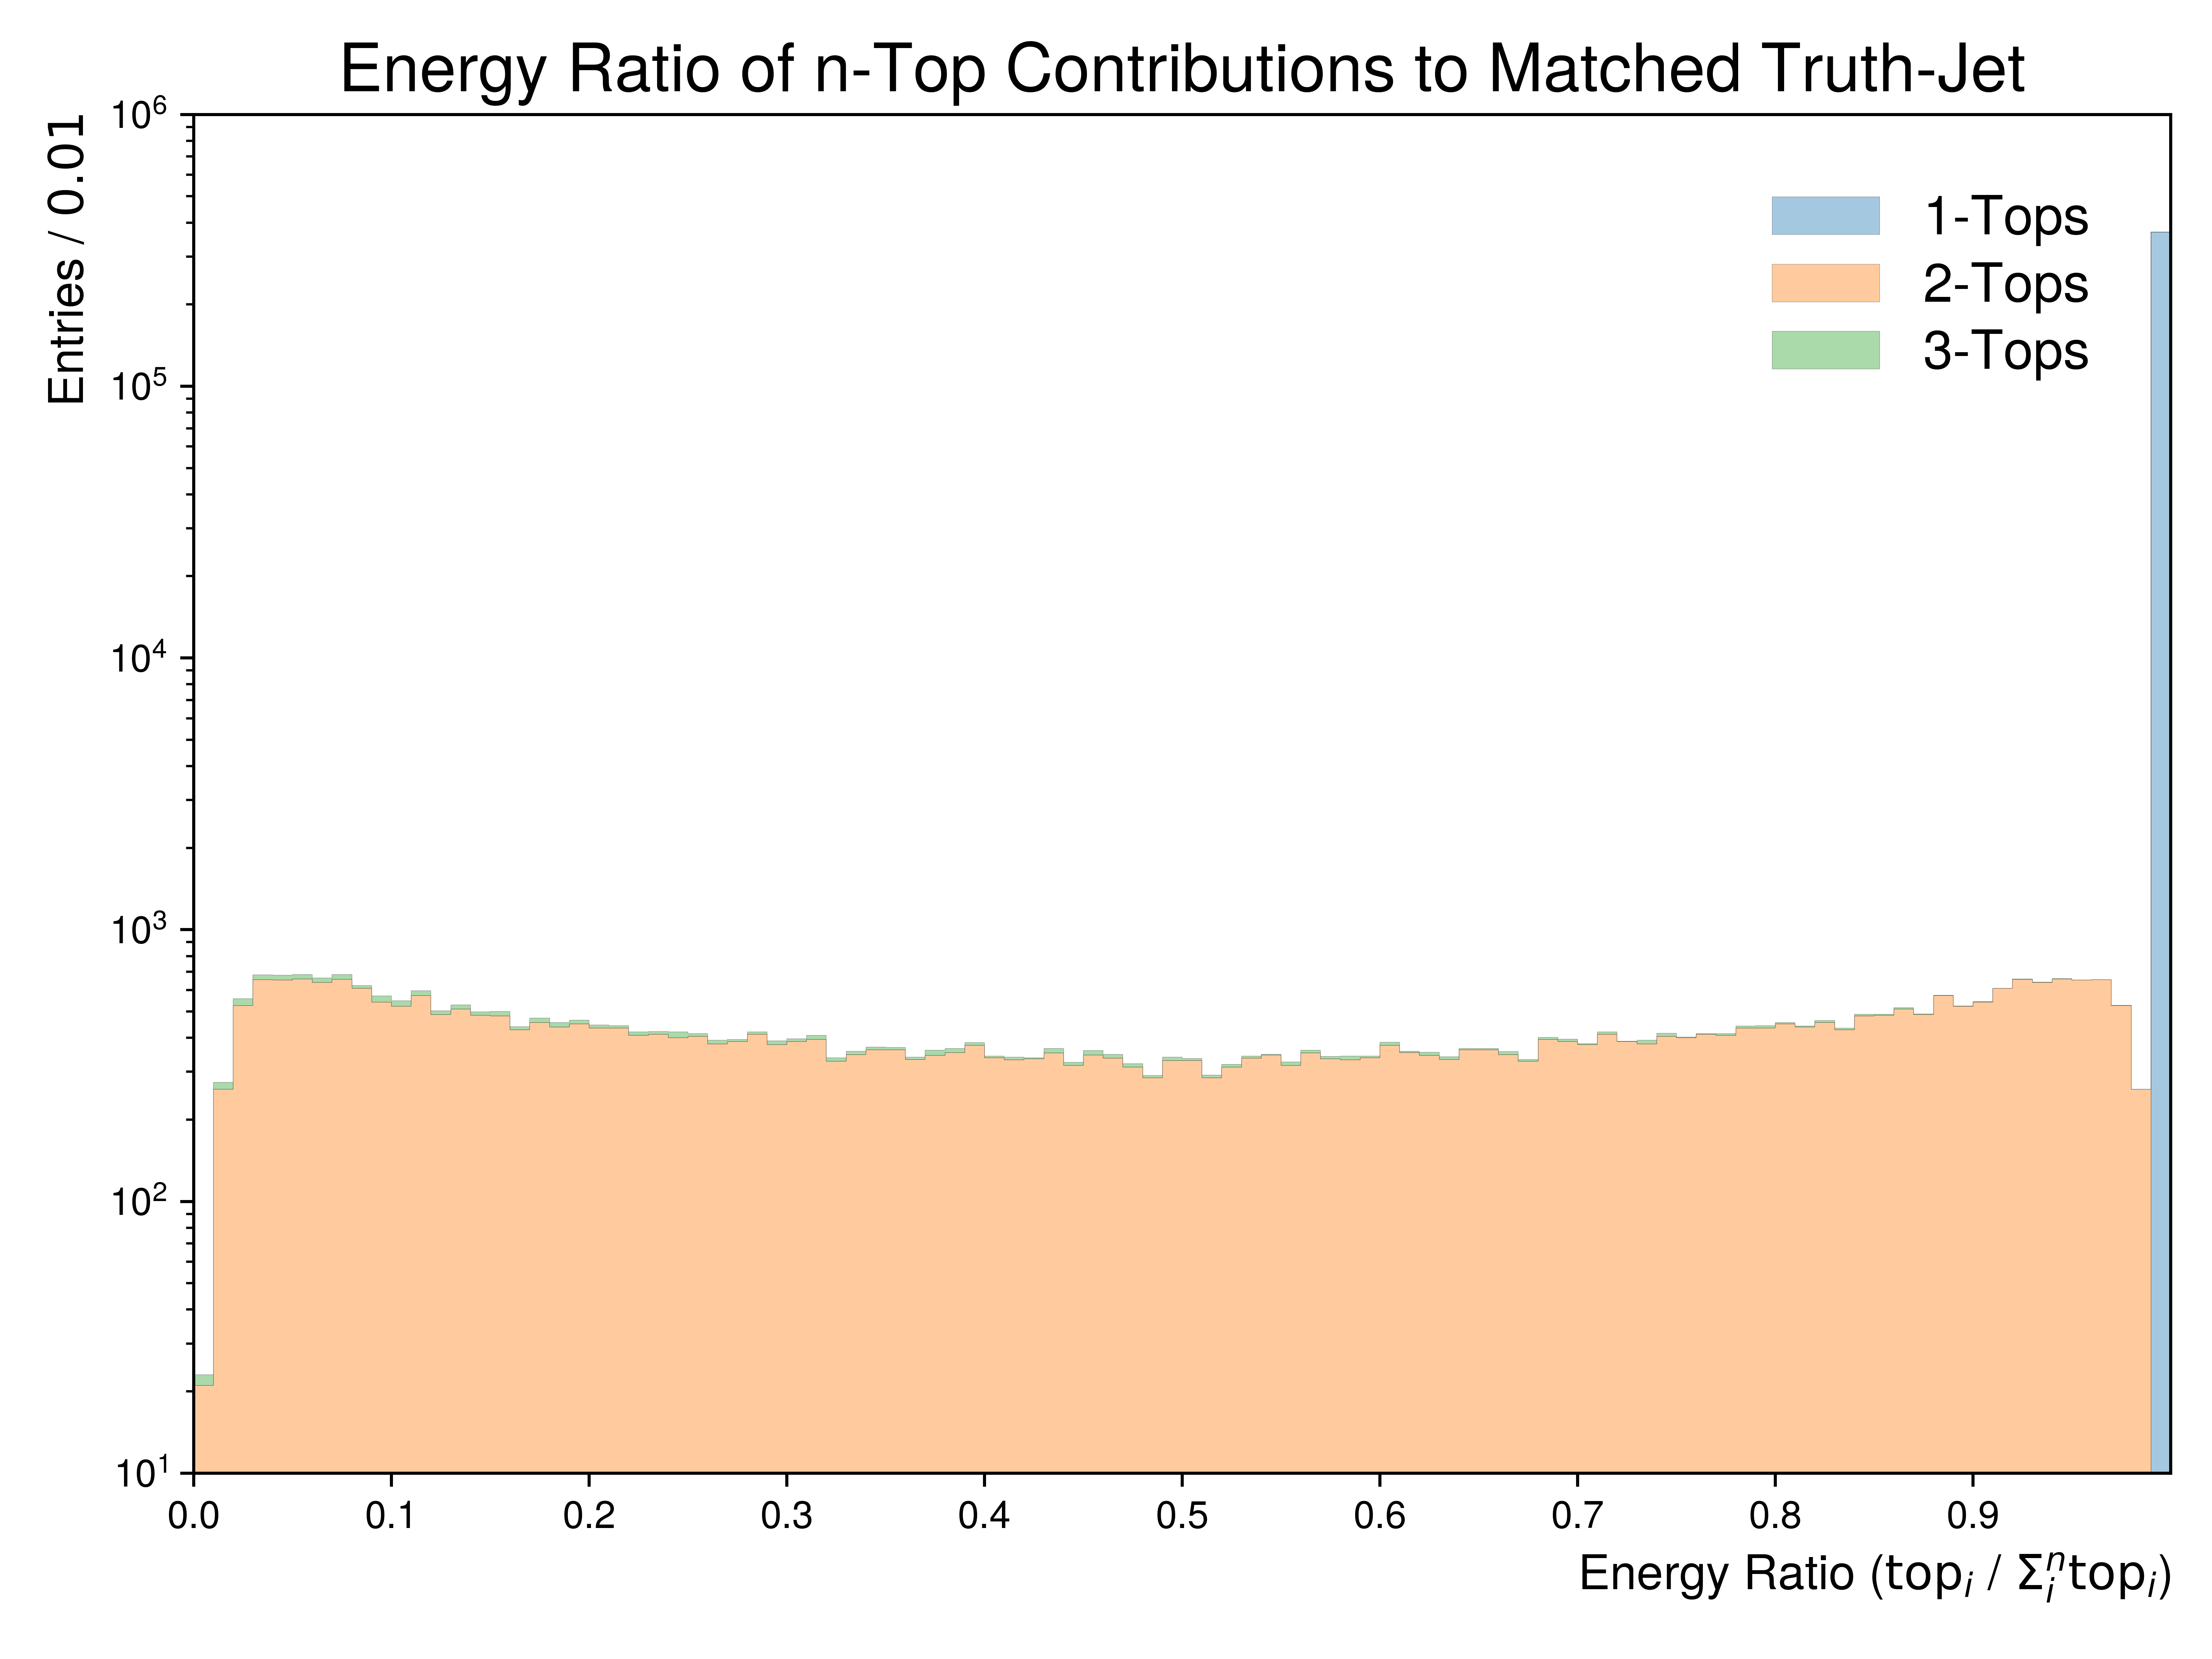 Energy Ratio of n-Top Contributions to Matched Truth-Jet
Entries / 0.01
10⁶
10⁵
10⁴
10³
10²
10¹
1-Tops
2-Tops
3-Tops
0.0 0.1 0.2 0.3 0.4 0.5 0.6 0.7 0.8 0.9
Energy Ratio (topᵢ / Σᵢⁿtopᵢ)